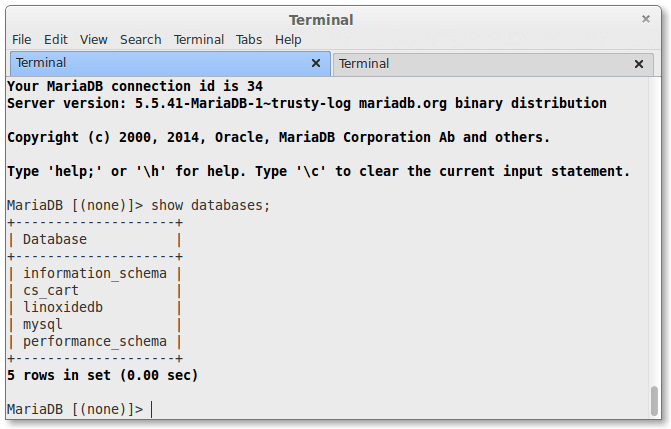 Terminal ×
File Edit View Search Terminal Tabs Help
Terminal × Terminal ×
Your MariaDB connection id is 34
Server version: 5.5.41-MariaDB-1~trusty-log mariadb.org binary distribution
Copyright (c) 2000, 2014, Oracle, MariaDB Corporation Ab and others.
Type 'help;' or '\h' for help. Type '\c' to clear the current input statement.
MariaDB [(none)]> show databases;
+--------------------+
| Database           |
+--------------------+
| information_schema |
| cs_cart            |
| linoxidedb         |
| mysql              |
| performance_schema |
+--------------------+
5 rows in set (0.00 sec)
MariaDB [(none)]>